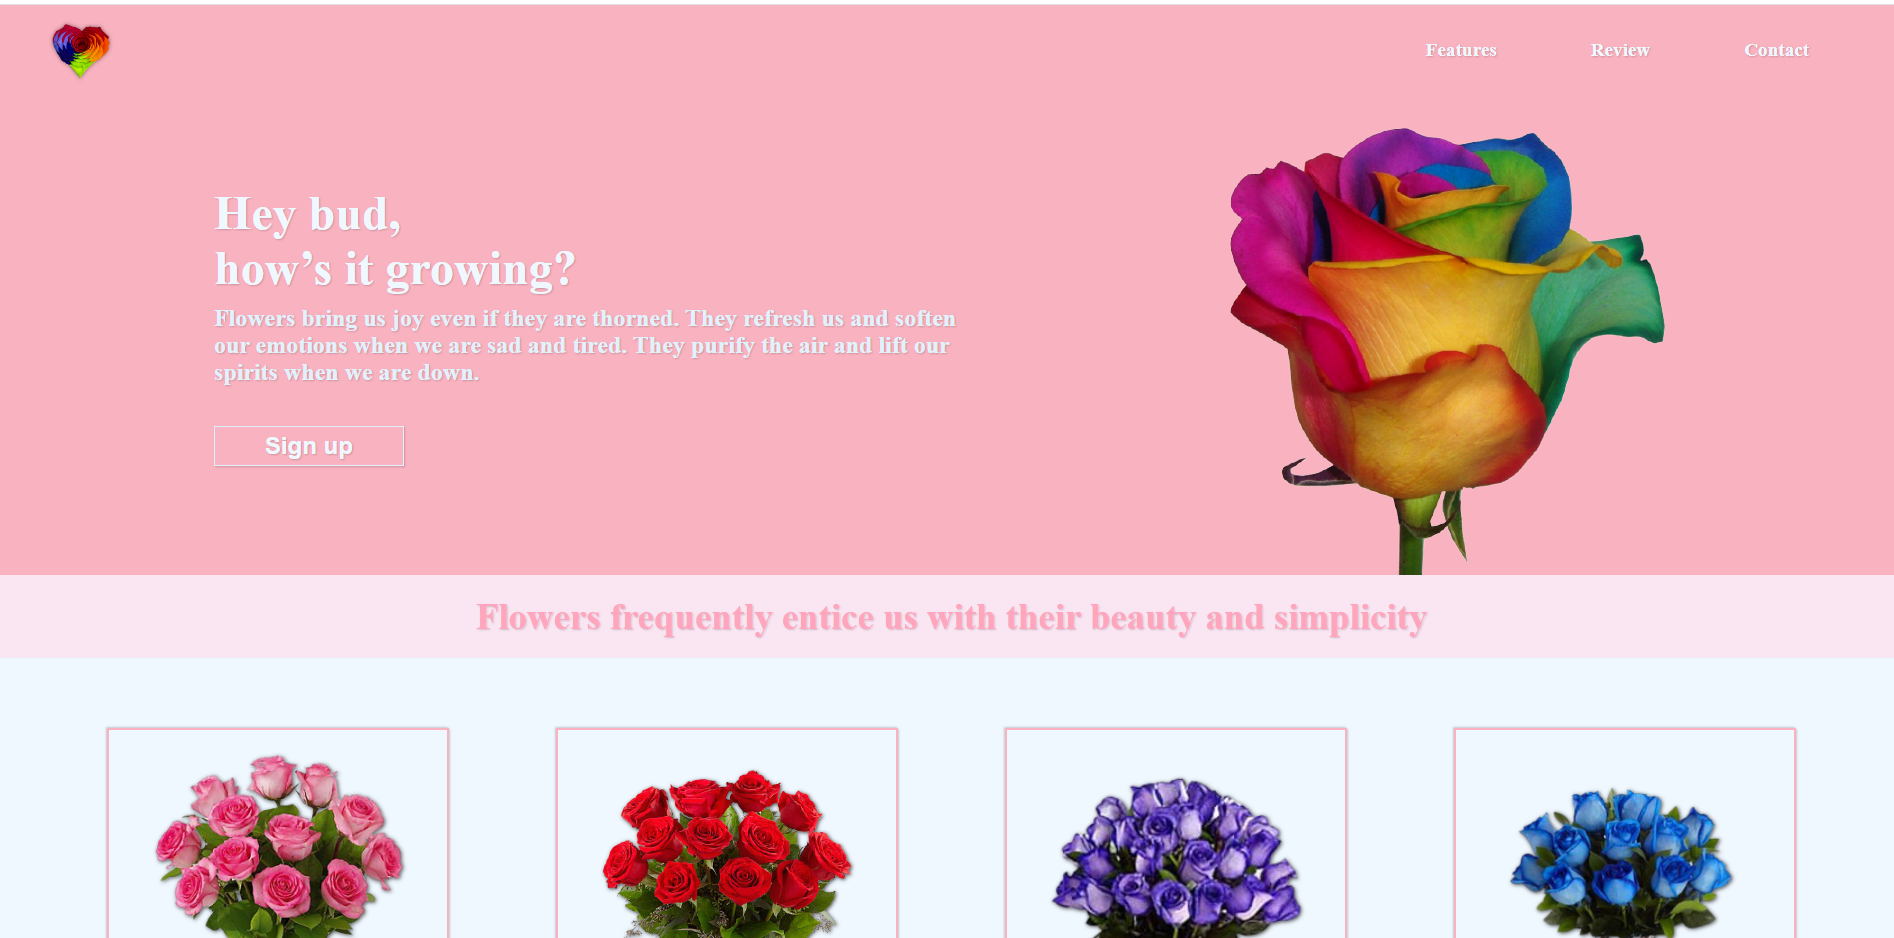 Features
Review
Contact
Hey bud,
how’s it growing?
Flowers bring us joy even if they are thorned. They refresh us and soften
our emotions when we are sad and tired. They purify the air and lift our
spirits when we are down.
Sign up
Flowers frequently entice us with their beauty and simplicity